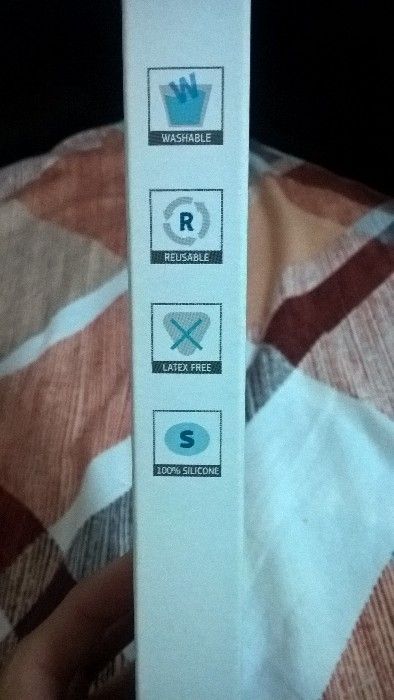 W
WASHABLE
R
REUSABLE
LATEX FREE
S
100% SILICONE